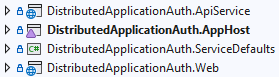 DistributedApplicationAuth.ApiService
DistributedApplicationAuth.AppHost
C# DistributedApplicationAuth.ServiceDefaults
DistributedApplicationAuth.Web